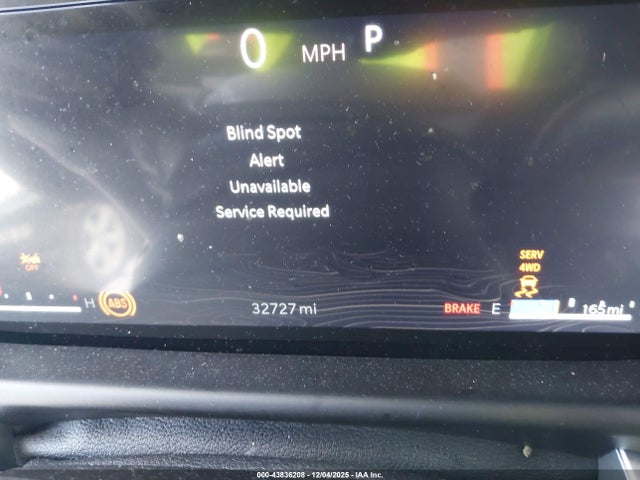 0 MPH P
Blind Spot
Alert
Unavailable
Service Required
SERV
4WD
OFF
H ABS 32727 mi BRAKE E 165 mi
000-43836208 - 12/04/2025 - IAA Inc.